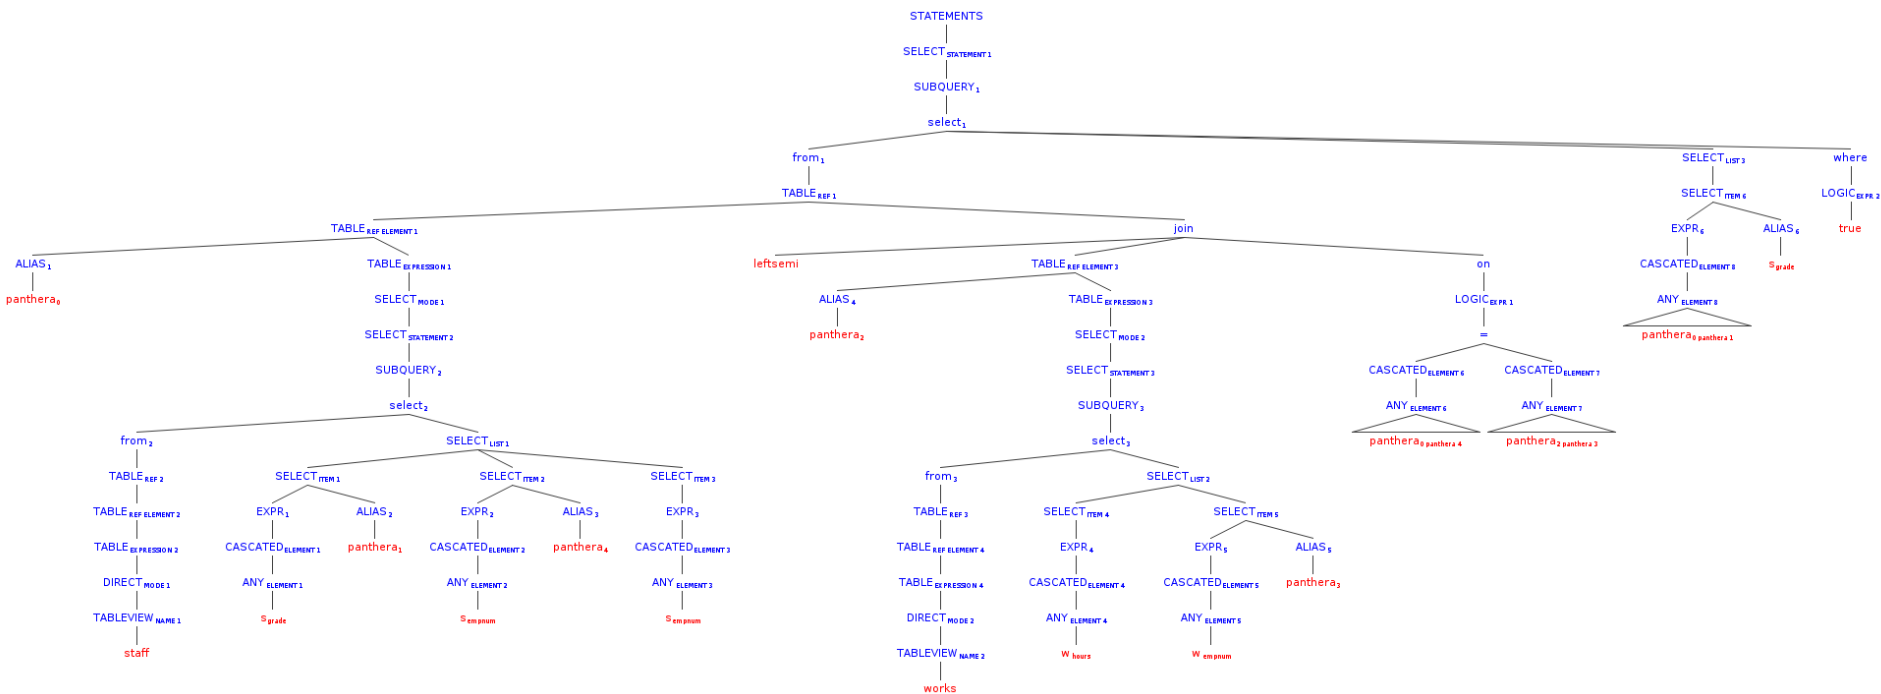 STATEMENTS
SELECT STATEMENT 1
SUBQUERY 1
select 1
from 1 SELECT LIST 3 where
TABLE REF 1 SELECT ITEM 6 LOGIC EXPR 2
TABLE REF ELEMENT 1 join EXPR 6 ALIAS 6 true
ALIAS 1 TABLE EXPRESSION 1 leftsemi TABLE REF ELEMENT 3 on CASCATED ELEMENT 8 s grade
panthera 0 SELECT MODE 1 ALIAS 4 TABLE EXPRESSION 3 LOGIC EXPR 1 ANY ELEMENT 8
SELECT STATEMENT 2 panthera 2 SELECT MODE 2 = panthera 0 panthera 1
SUBQUERY 2 SELECT STATEMENT 3 CASCATED ELEMENT 6 CASCATED ELEMENT 7
select 2 SUBQUERY 3 ANY ELEMENT 6 ANY ELEMENT 7
from 2 SELECT LIST 1 select 3 panthera 0 panthera 4 panthera 2 panthera 3
TABLE REF 2 SELECT ITEM 1 SELECT ITEM 2 SELECT ITEM 3 from 3 SELECT LIST 2
TABLE REF ELEMENT 2 EXPR 1 ALIAS 2 EXPR 2 ALIAS 3 EXPR 3 TABLE REF 3 SELECT ITEM 4 SELECT ITEM 5
TABLE EXPRESSION 2 CASCATED ELEMENT 1 panthera 1 CASCATED ELEMENT 2 panthera 4 CASCATED ELEMENT 3 TABLE REF ELEMENT 4 EXPR 4 EXPR 5 ALIAS 5
DIRECT MODE 1 ANY ELEMENT 1 ANY ELEMENT 2 ANY ELEMENT 3 TABLE EXPRESSION 4 CASCATED ELEMENT 4 CASCATED ELEMENT 5 panthera 3
TABLEVIEW NAME 1 s grade s empnum s empnum DIRECT MODE 2 ANY ELEMENT 4 ANY ELEMENT 5
staff TABLEVIEW NAME 2 w hours w empnum
works